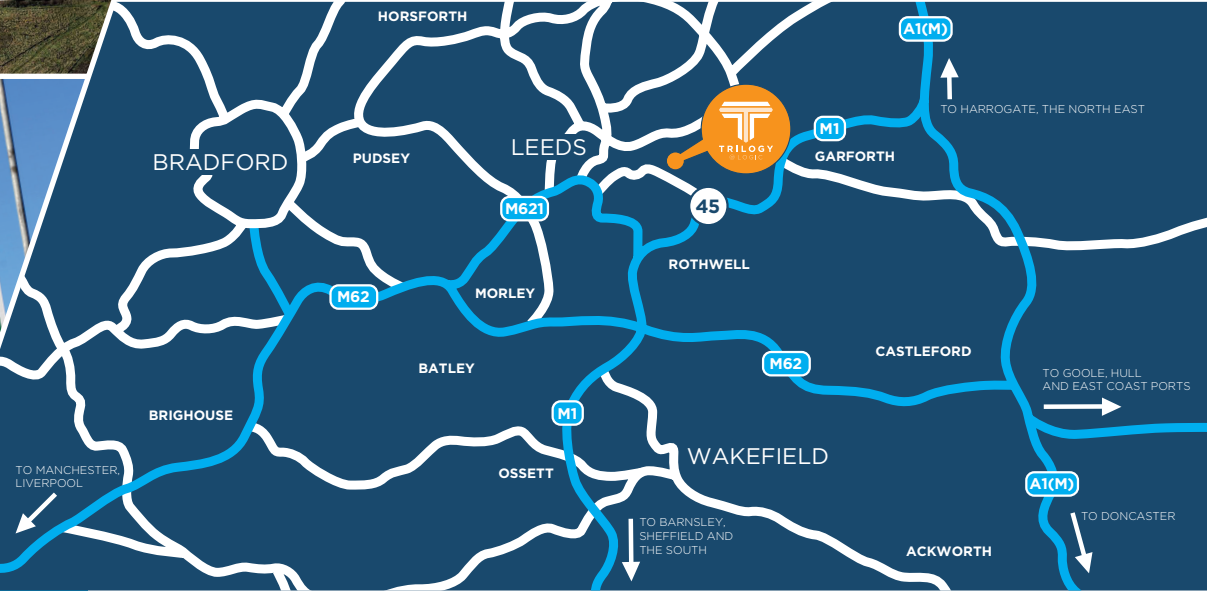 HORSFORTH
A1(M)
TO HARROGATE, THE NORTH EAST
TRILOGY
@LOGIC
M1
LEEDS
BRADFORD
PUDSEY
GARFORTH
M621
45
ROTHWELL
M62
MORLEY
CASTLEFORD
M62
BATLEY
TO GOOLE, HULL
AND EAST COAST PORTS
BRIGHOUSE
M1
WAKEFIELD
OSSETT
TO MANCHESTER,
LIVERPOOL
A1(M)
TO DONCASTER
TO BARNSLEY,
SHEFFIELD AND
THE SOUTH
ACKWORTH